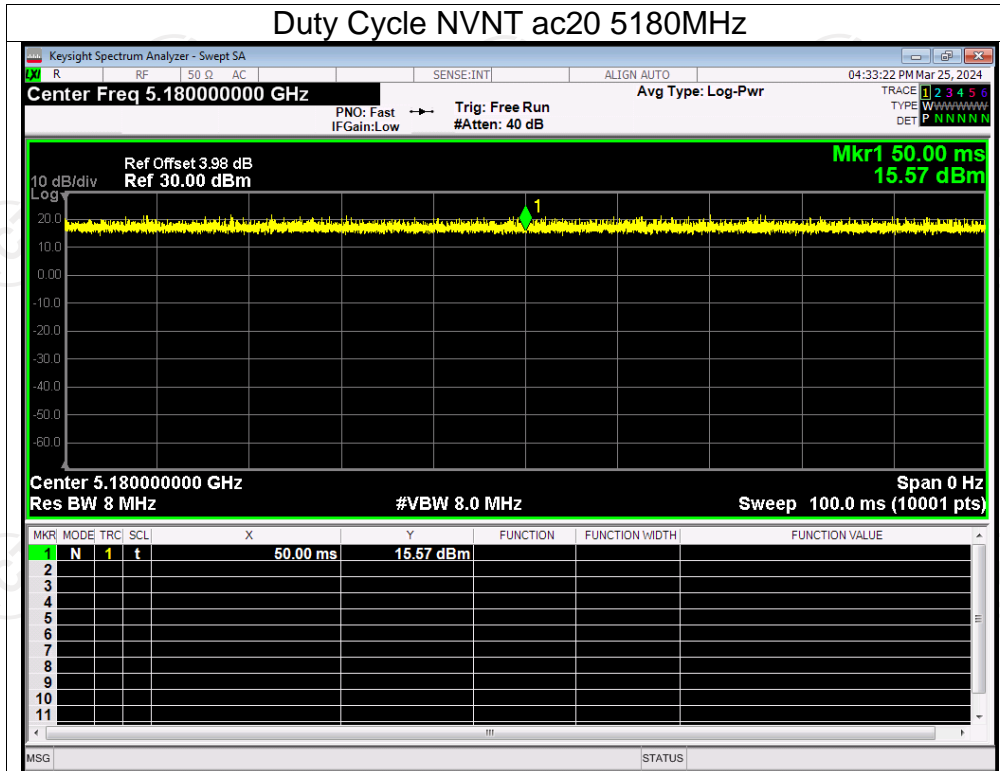 Duty Cycle NVNT ac20 5180MHz
Keysight Spectrum Analyzer - Swept SA
LXI R RF 50 Ω AC SENSE:INT ALIGN AUTO 04:33:22 PM Mar 25, 2024
Center Freq 5.180000000 GHz Avg Type: Log-Pwr TRACE 1 2 3 4 5 6
PNO: Fast Trig: Free Run TYPE WWWWWW
IFGain:Low #Atten: 40 dB DET P N N N N N
Mkr1 50.00 ms
Ref Offset 3.98 dB
10 dB/div Ref 30.00 dBm 15.57 dBm
Log
1
20.0
10.0
0.00
-10.0
-20.0
-30.0
-40.0
-50.0
-60.0
Center 5.180000000 GHz Span 0 Hz
Res BW 8 MHz #VBW 8.0 MHz Sweep 100.0 ms (10001 pts)
MKR MODE TRC SCL X Y FUNCTION FUNCTION WIDTH FUNCTION VALUE
1 N 1 t 50.00 ms 15.57 dBm
2
3
4
5
6
7
8
9
10
11
MSG STATUS